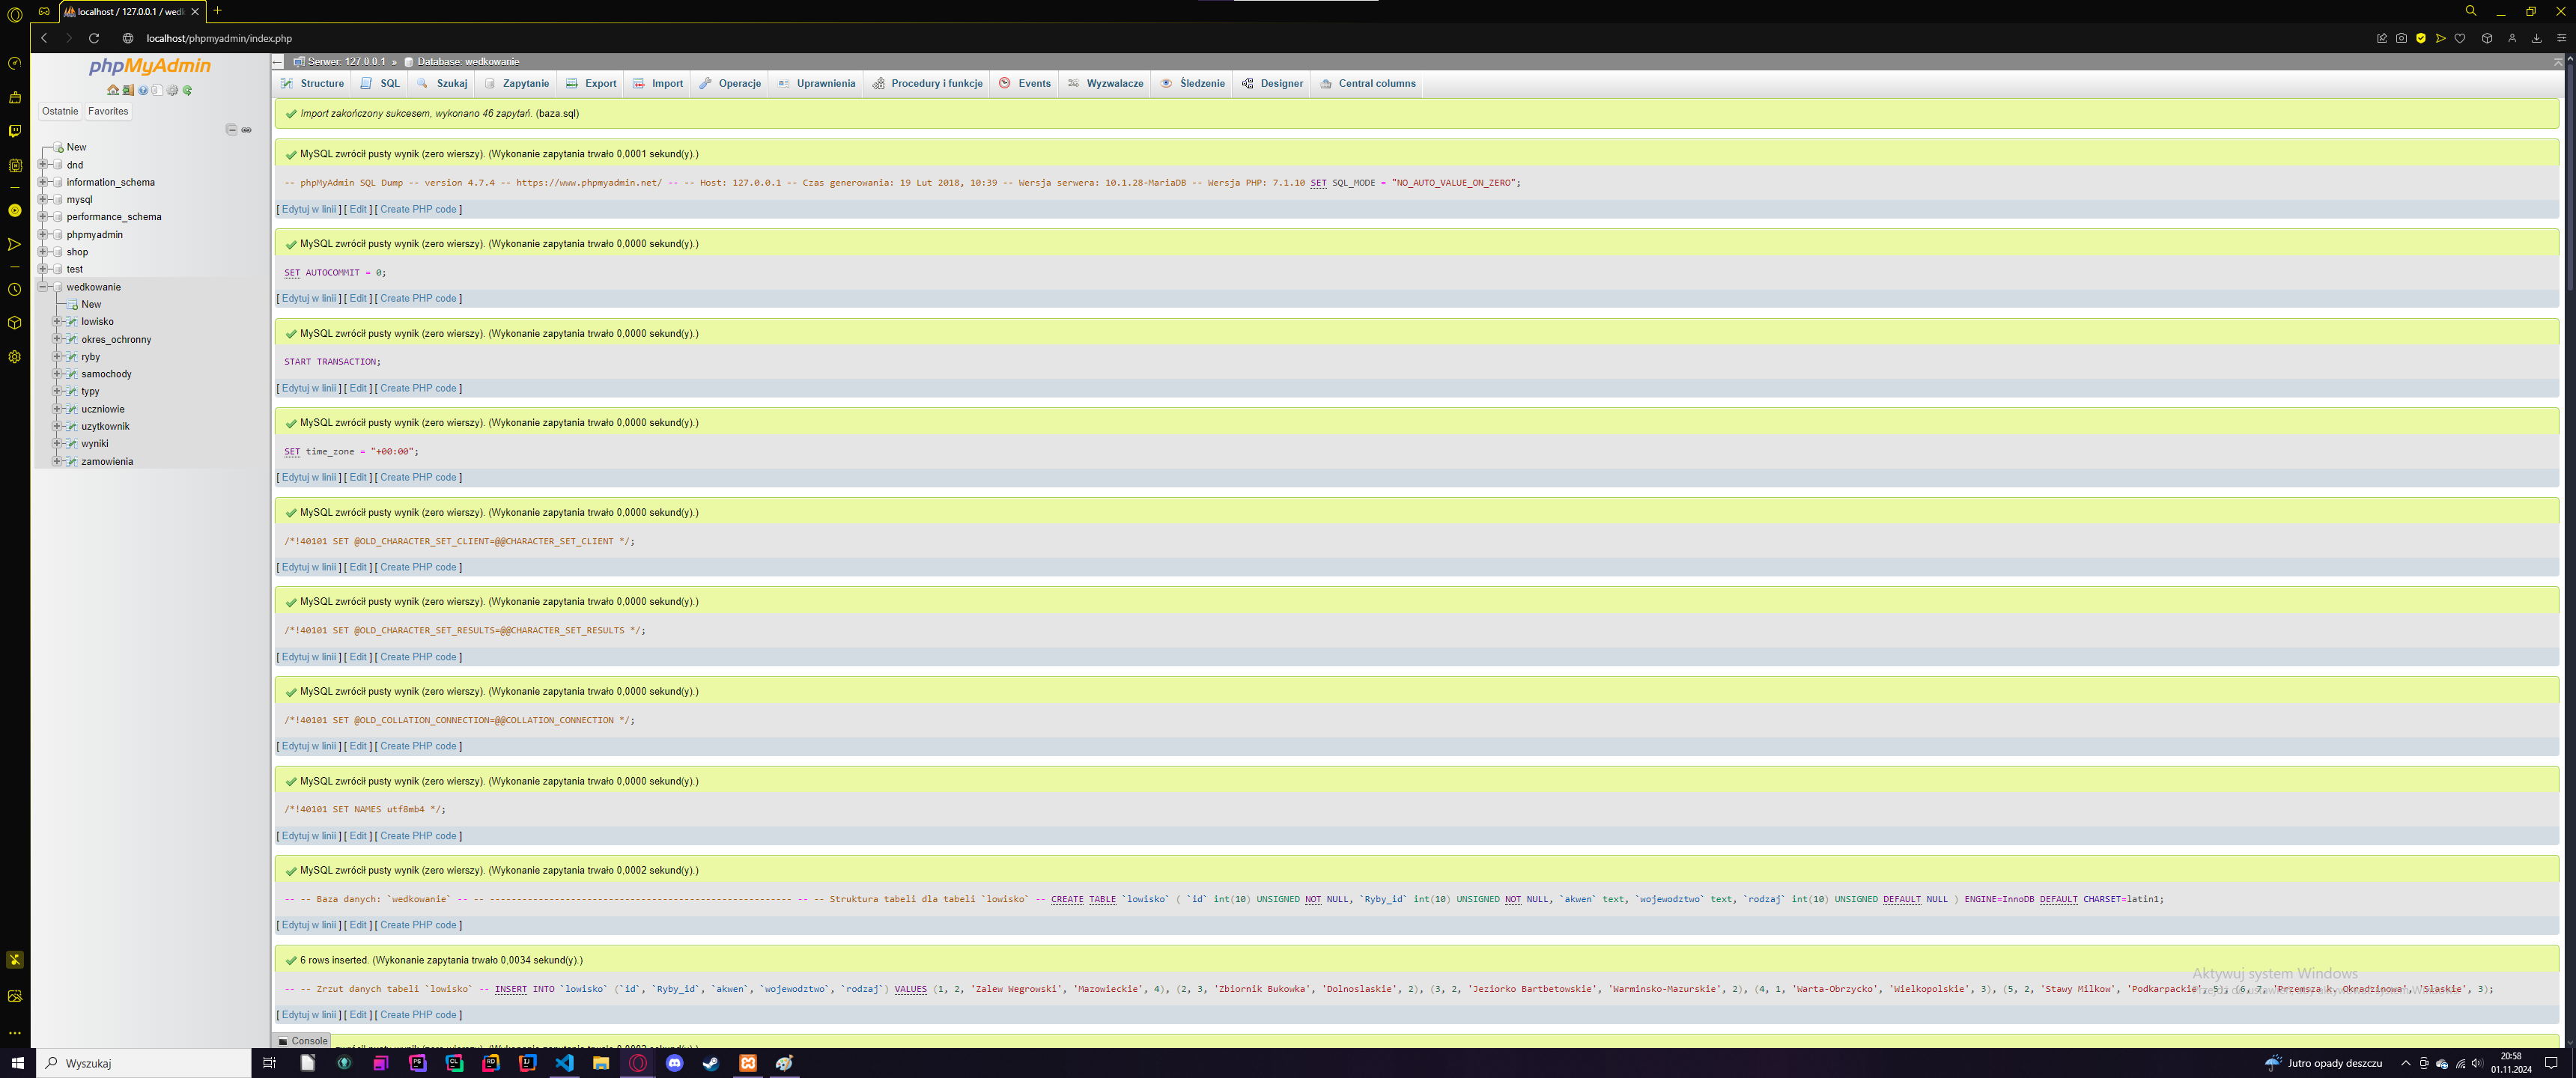 localhost / 127.0.0.1 / wed
localhost/phpmyadmin/index.php
phpMyAdmin
Ostatnie Favorites
New
dnd
information_schema
mysql
performance_schema
phpmyadmin
shop
test
wedkowanie
New
lowisko
okres_ochronny
ryby
samochody
typy
uczniowie
uzytkownik
wyniki
zamowienia
Serwer: 127.0.0.1 » Database: wedkowanie
Structure SQL Szukaj Zapytanie Export Import Operacje Uprawnienia Procedury i funkcje Events Wyzwalacze Śledzenie Designer Central columns
Import zakończony sukcesem, wykonano 46 zapytań. (baza.sql)
MySQL zwrócił pusty wynik (zero wierszy). (Wykonanie zapytania trwało 0,0001 sekund(y).)
-- phpMyAdmin SQL Dump -- version 4.7.4 -- https://www.phpmyadmin.net/ -- -- Host: 127.0.0.1 -- Czas generowania: 19 Lut 2018, 10:39 -- Wersja serwera: 10.1.28-MariaDB -- Wersja PHP: 7.1.10 SET SQL_MODE = "NO_AUTO_VALUE_ON_ZERO";
[ Edytuj w linii ] [ Edit ] [ Create PHP code ]
MySQL zwrócił pusty wynik (zero wierszy). (Wykonanie zapytania trwało 0,0000 sekund(y).)
SET AUTOCOMMIT = 0;
[ Edytuj w linii ] [ Edit ] [ Create PHP code ]
MySQL zwrócił pusty wynik (zero wierszy). (Wykonanie zapytania trwało 0,0000 sekund(y).)
START TRANSACTION;
[ Edytuj w linii ] [ Edit ] [ Create PHP code ]
MySQL zwrócił pusty wynik (zero wierszy). (Wykonanie zapytania trwało 0,0000 sekund(y).)
SET time_zone = "+00:00";
[ Edytuj w linii ] [ Edit ] [ Create PHP code ]
MySQL zwrócił pusty wynik (zero wierszy). (Wykonanie zapytania trwało 0,0000 sekund(y).)
/*!40101 SET @OLD_CHARACTER_SET_CLIENT=@@CHARACTER_SET_CLIENT */;
[ Edytuj w linii ] [ Edit ] [ Create PHP code ]
MySQL zwrócił pusty wynik (zero wierszy). (Wykonanie zapytania trwało 0,0000 sekund(y).)
/*!40101 SET @OLD_CHARACTER_SET_RESULTS=@@CHARACTER_SET_RESULTS */;
[ Edytuj w linii ] [ Edit ] [ Create PHP code ]
MySQL zwrócił pusty wynik (zero wierszy). (Wykonanie zapytania trwało 0,0000 sekund(y).)
/*!40101 SET @OLD_COLLATION_CONNECTION=@@COLLATION_CONNECTION */;
[ Edytuj w linii ] [ Edit ] [ Create PHP code ]
MySQL zwrócił pusty wynik (zero wierszy). (Wykonanie zapytania trwało 0,0000 sekund(y).)
/*!40101 SET NAMES utf8mb4 */;
[ Edytuj w linii ] [ Edit ] [ Create PHP code ]
MySQL zwrócił pusty wynik (zero wierszy). (Wykonanie zapytania trwało 0,0002 sekund(y).)
-- -- Baza danych: `wedkowanie` -- -- -------------------------------------------------------- -- -- Struktura tabeli dla tabeli `lowisko` -- CREATE TABLE `lowisko` ( `id` int(10) UNSIGNED NOT NULL, `Ryby_id` int(10) UNSIGNED NOT NULL, `akwen` text, `wojewodztwo` text, `rodzaj` int(10) UNSIGNED DEFAULT NULL ) ENGINE=InnoDB DEFAULT CHARSET=latin1;
[ Edytuj w linii ] [ Edit ] [ Create PHP code ]
6 rows inserted. (Wykonanie zapytania trwało 0,0034 sekund(y).)
-- -- Zrzut danych tabeli `lowisko` -- INSERT INTO `lowisko` (`id`, `Ryby_id`, `akwen`, `wojewodztwo`, `rodzaj`) VALUES (1, 2, 'Zalew Wegrowski', 'Mazowieckie', 4), (2, 3, 'Zbiornik Bukowka', 'Dolnoslaskie', 2), (3, 2, 'Jeziorko Bartbetowskie', 'Warminsko-Mazurskie', 2), (4, 1, 'Warta-Obrzycko', 'Wielkopolskie', 3), (5, 2, 'Stawy Milkow', 'Podkarpackie', 5), (6, 7, 'Przemsza k. Okradzinowa', 'Slaskie', 3);
[ Edytuj w linii ] [ Edit ] [ Create PHP code ]
Aktywuj system Windows
Console
Wyszukaj
Jutro opady deszczu
20:58
01.11.2024